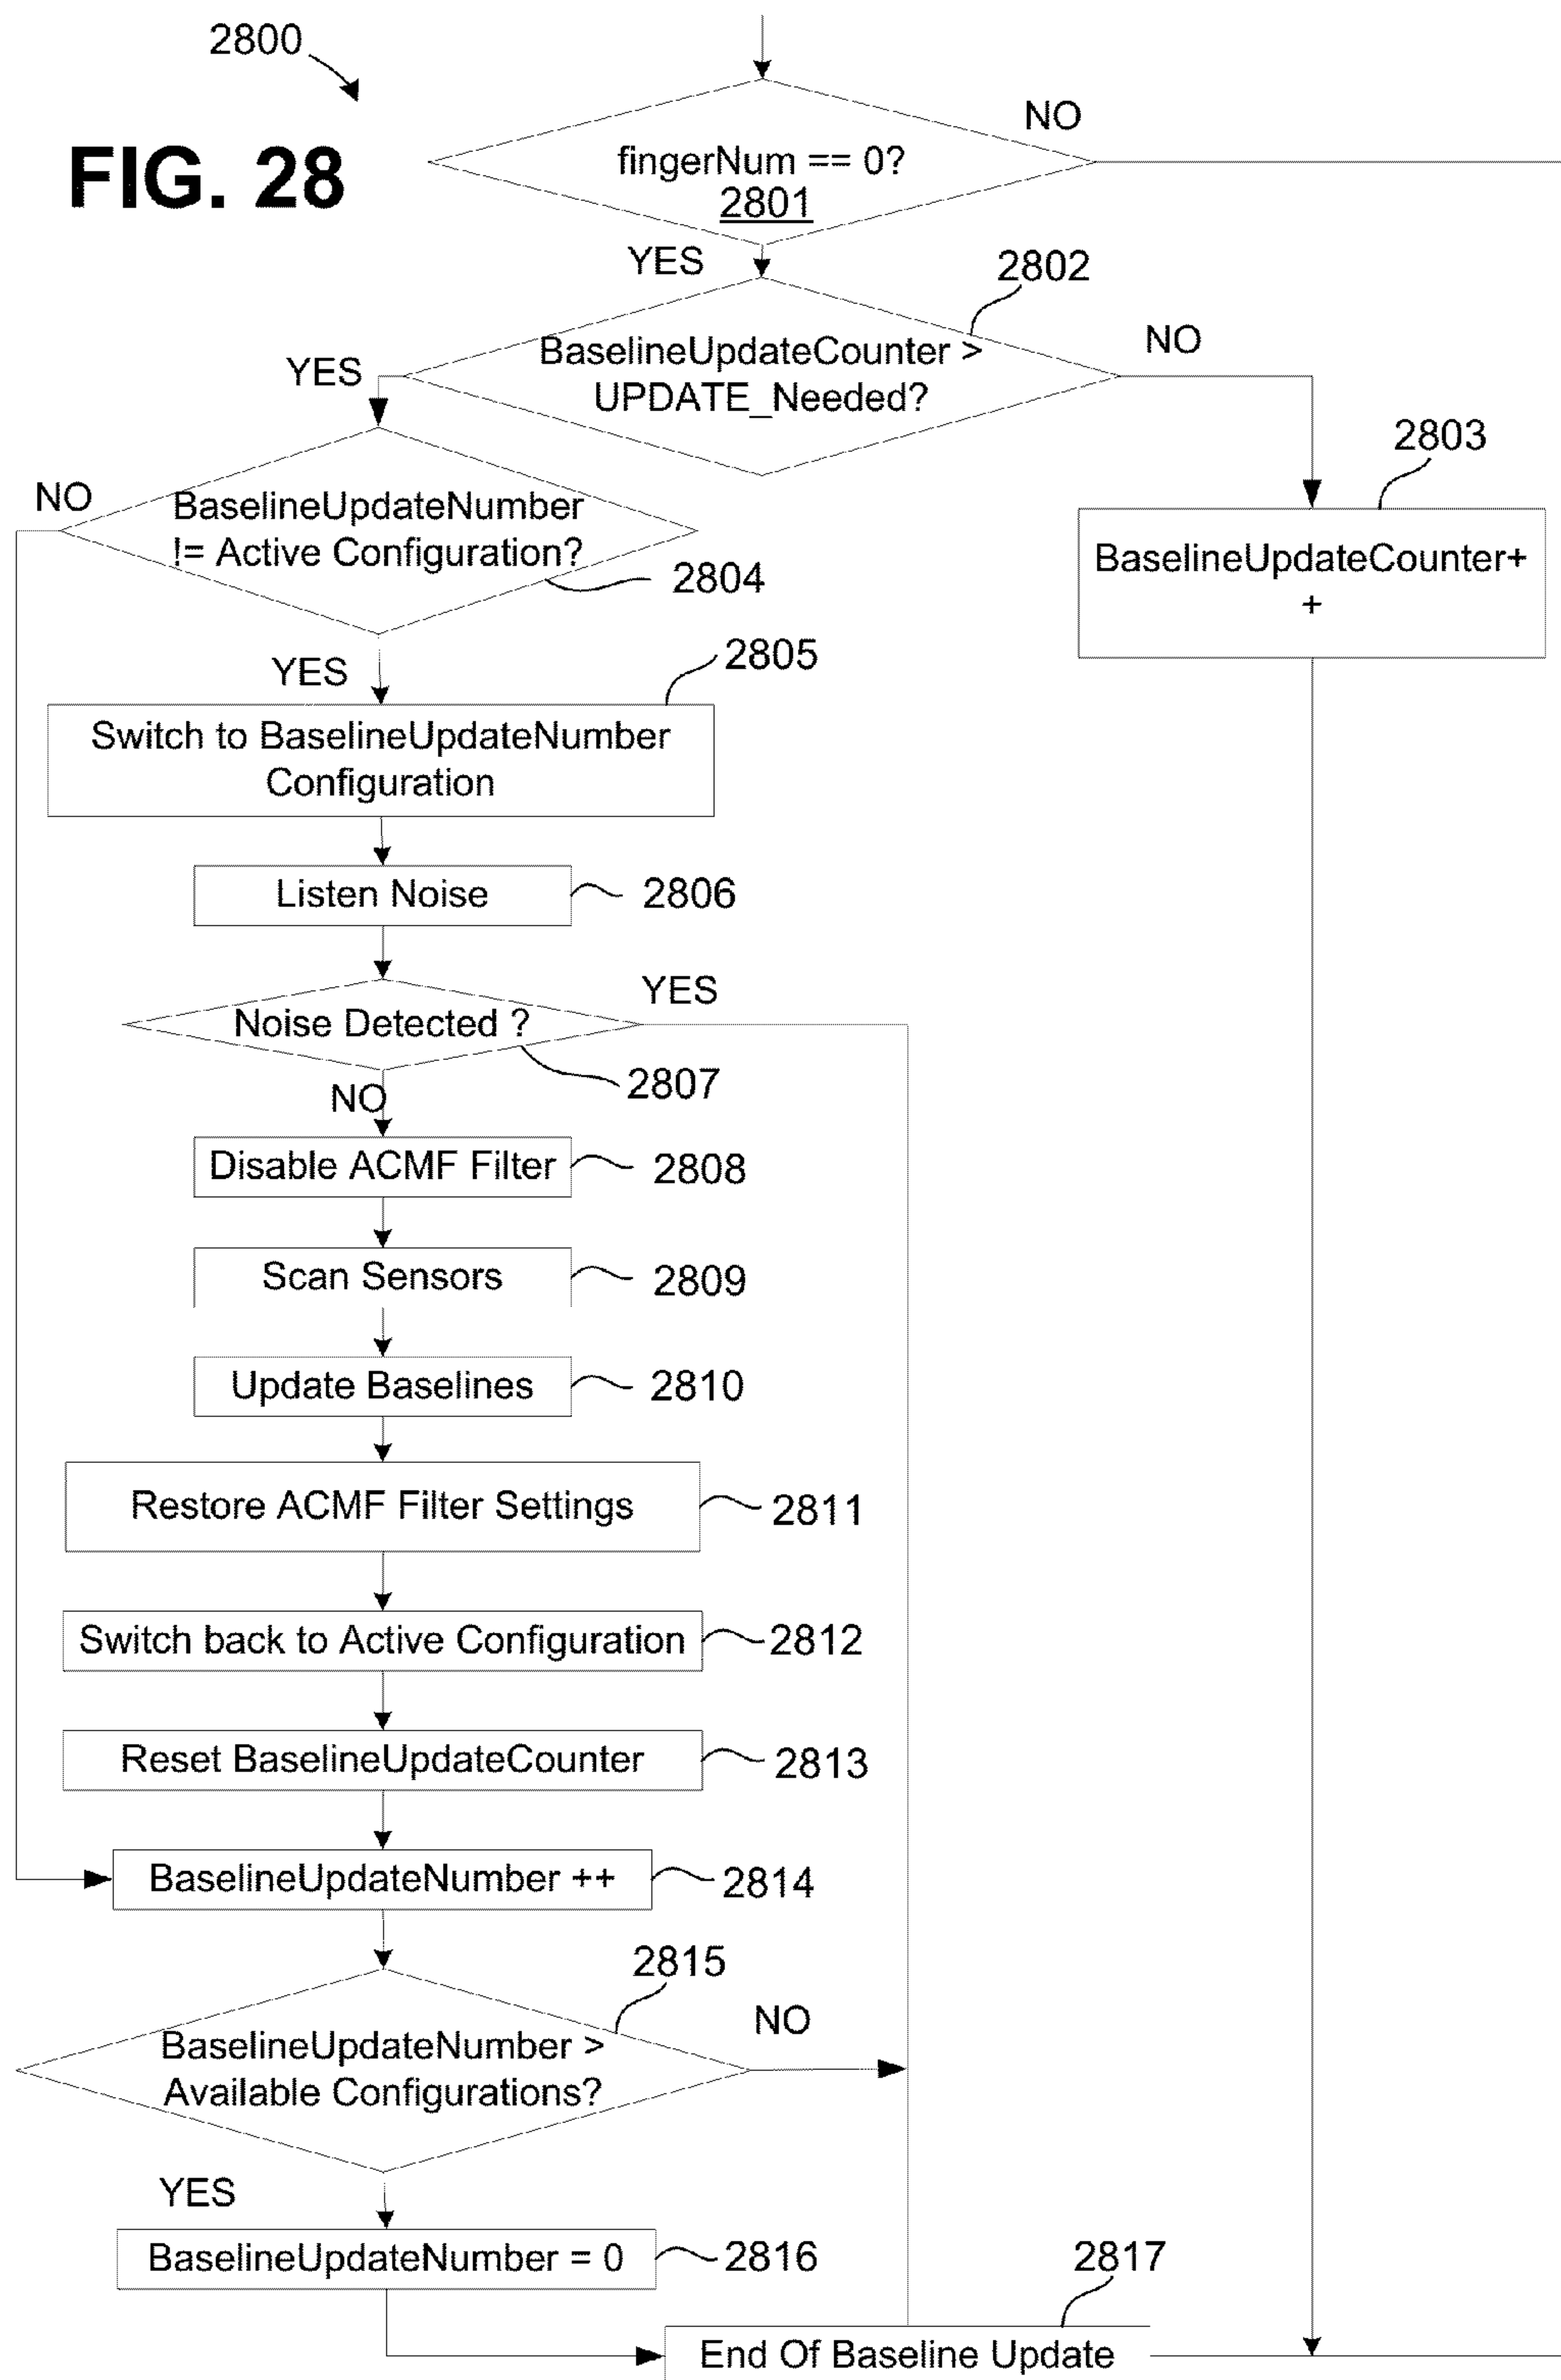 2800
FIG. 28
NO
fingerNum == 0?
2801
YES
2802
BaselineUpdateCounter >
UPDATE_Needed?
YES
NO
2803
BaselineUpdateCounter+
+
NO
BaselineUpdateNumber
!= Active Configuration?
2804
YES
2805
Switch to BaselineUpdateNumber
Configuration
Listen Noise
2806
YES
Noise Detected ?
2807
NO
Disable ACMF Filter
2808
Scan Sensors
2809
Update Baselines
2810
Restore ACMF Filter Settings
2811
Switch back to Active Configuration
2812
Reset BaselineUpdateCounter
2813
BaselineUpdateNumber ++
2814
2815
NO
BaselineUpdateNumber >
Available Configurations?
YES
BaselineUpdateNumber = 0
2816
2817
End Of Baseline Update